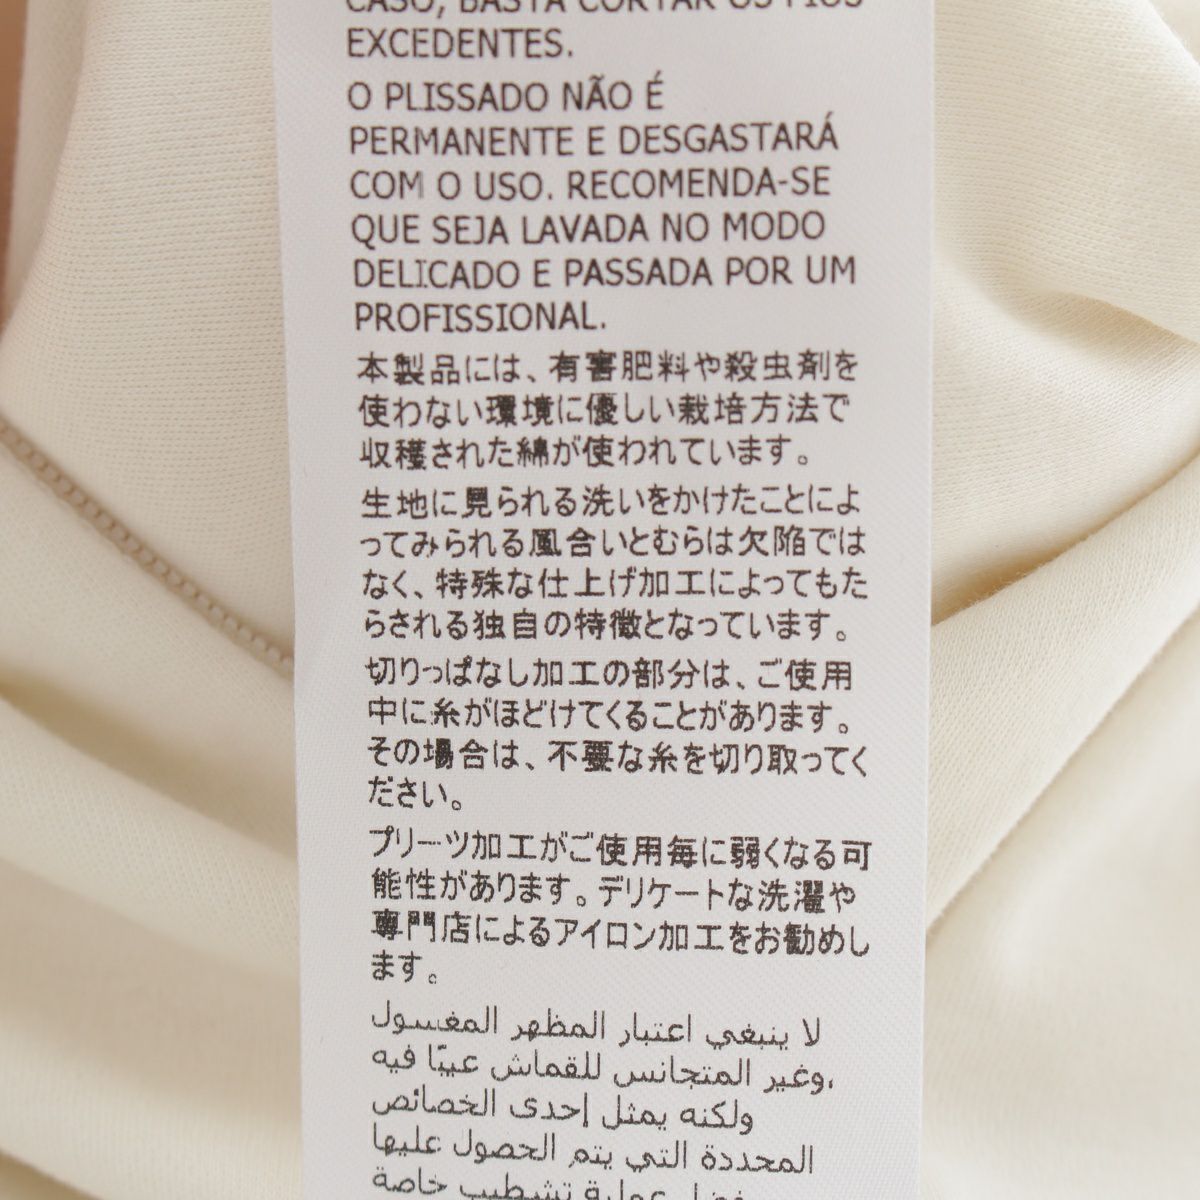 CASO, BASTA CORTAR OS FIOS
EXCEDENTES.
O PLISSADO NÃO É
PERMANENTE E DESGASTARÁ
COM O USO. RECOMENDA-SE
QUE SEJA LAVADA NO MODO
DELICADO E PASSADA POR UM
PROFISSIONAL.
本製品には、有害肥料や殺虫剤を
使わない環境に優しい栽培方法で
収穫された綿が使われています。
生地に見られる洗いをかけたことによ
ってみられる風合いとむらは欠陥では
なく、特殊な仕上げ加工によってもた
らされる独自の特徴となっています。
切りっぱなし加工の部分は、ご使用
中に糸がほどけてくることがあります。
その場合は、不要な糸を切り取ってく
ださい。
プリーツ加工がご使用毎に弱くなる可
能性があります。デリケートな洗濯や
専門店によるアイロン加工をお勧めし
ます。
لا ينبغي اعتبار المظهر المغسول
وغير المتجانس للقماش عيبًا فيه،
ولكنه يمثل إحدى الخصائص
المحددة التي يتم الحصول عليها
بفضل عملية تشطيب خاصة